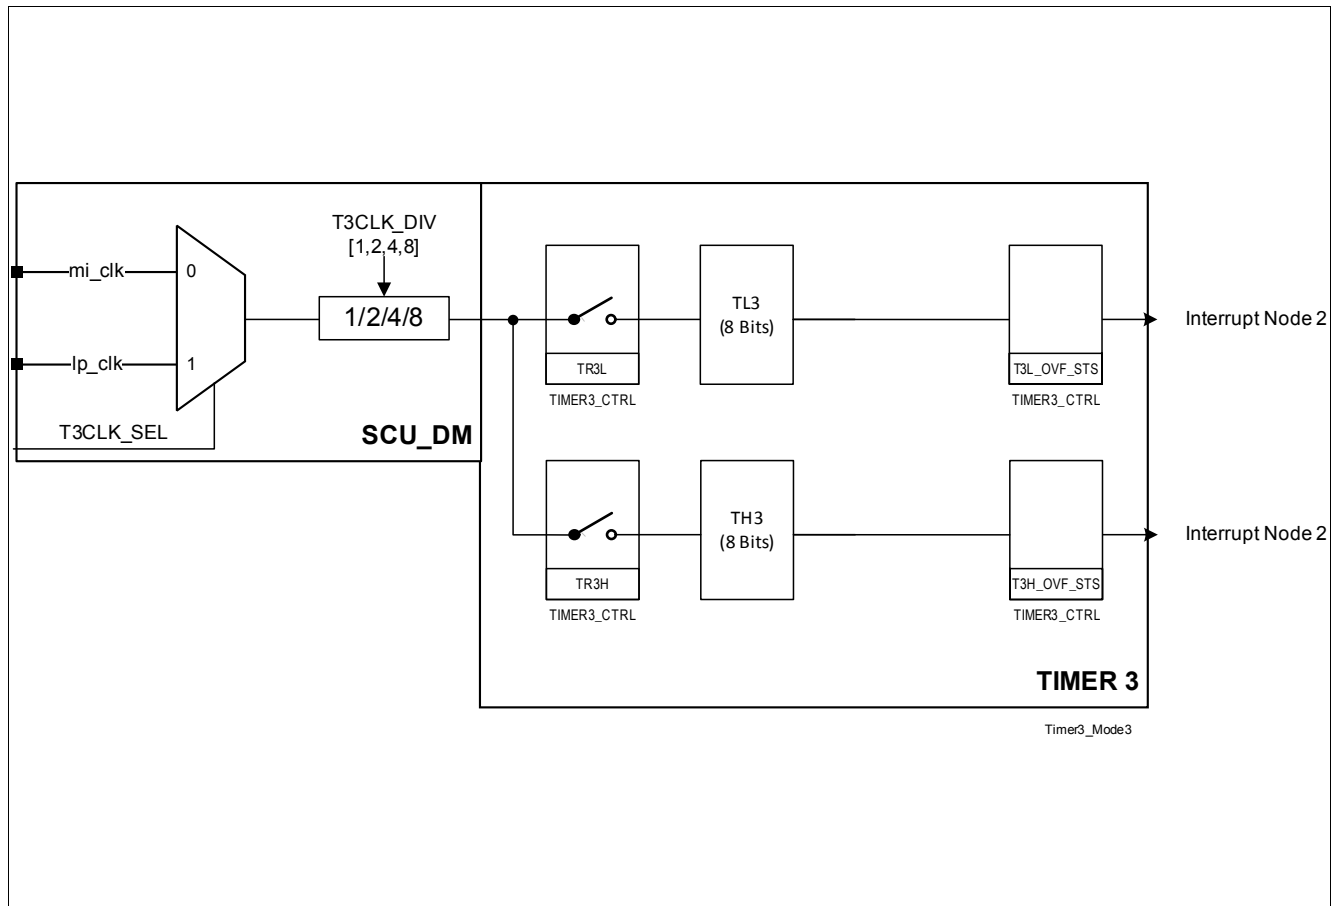 T3CLK_DIV
[1,2,4,8]
mi_clk
0
1/2/4/8
lp_clk
1
T3CLK_SEL
SCU_DM
TL3
(8 Bits)
TR3L
TIMER3_CTRL
T3L_OVF_STS
TIMER3_CTRL
Interrupt Node 2
TH3
(8 Bits)
TR3H
TIMER3_CTRL
T3H_OVF_STS
TIMER3_CTRL
Interrupt Node 2
TIMER 3
Timer3_Mode3